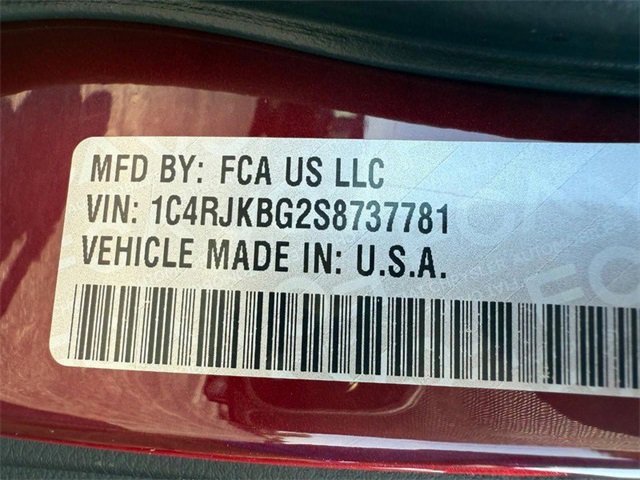 MFD BY: FCA US LLC
VIN: 1C4RJKBG2S8737781
VEHICLE MADE IN: U.S.A.